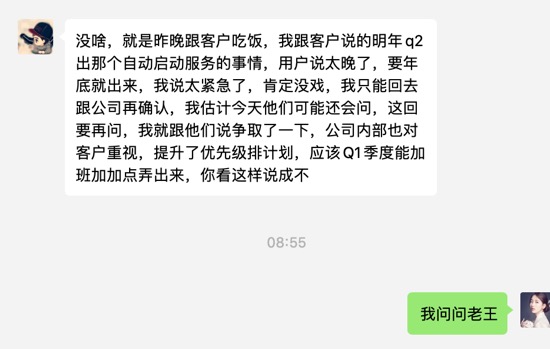 没啥，就是昨晚跟客户吃饭，我跟客户说的明年q2
出那个自动启动服务的事情，用户说太晚了，要年
底就出来，我说太紧急了，肯定没戏，我只能回去
跟公司再确认，我估计今天他们可能还会问，这回
要再问，我就跟他们说争取了一下，公司内部也对
客户重视，提升了优先级排计划，应该Q1季度能加
班加加点弄出来，你看这样说成不
08:55
我问问老王